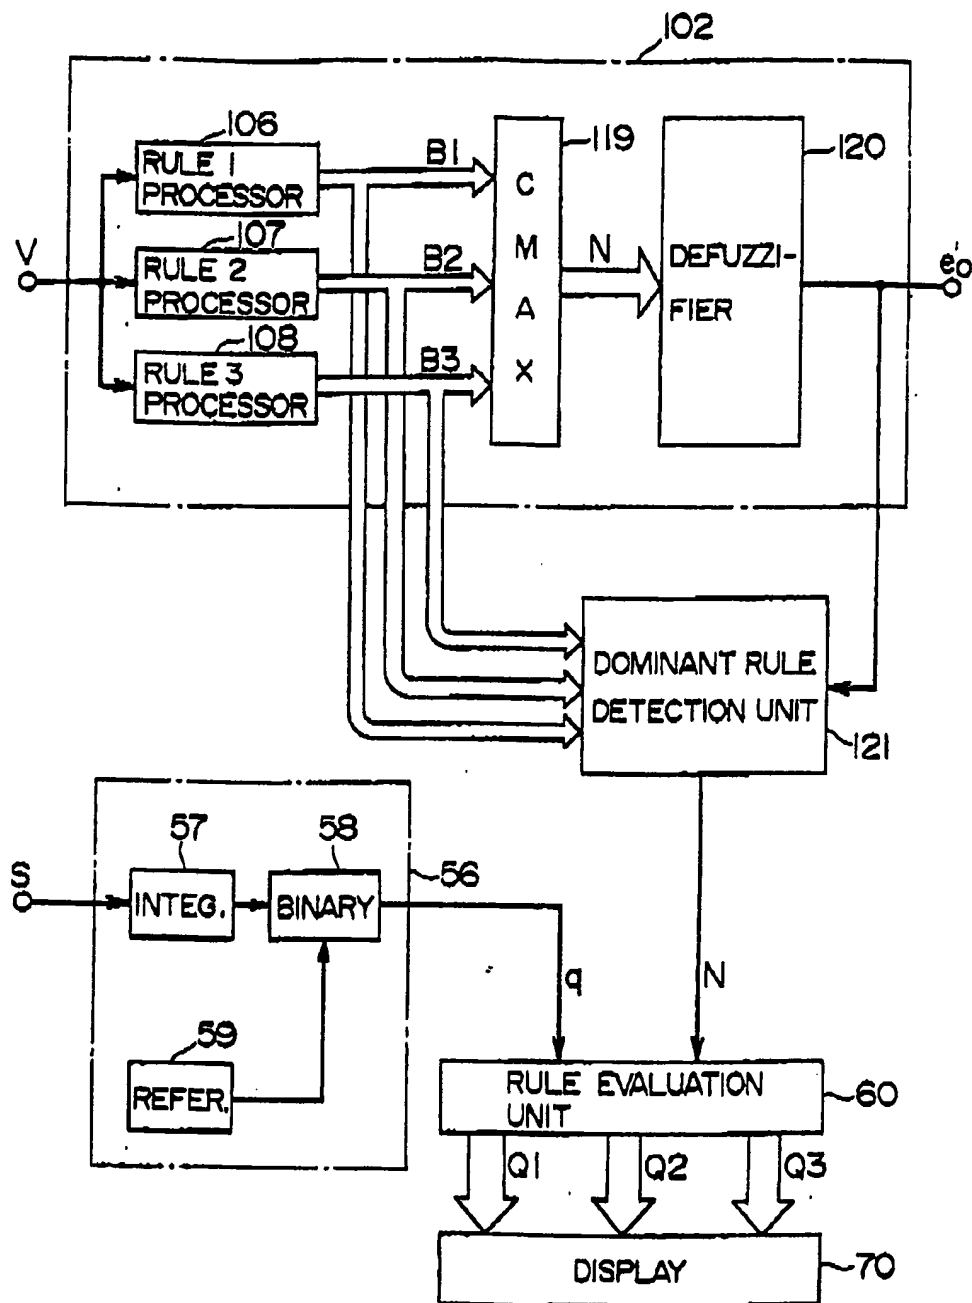 102
106
RULE 1
PROCESSOR
B1
119
120
107
V
RULE 2
PROCESSOR
B2
C
M
A
X
N
DEFUZZI-
FIER
e'o
108
RULE 3
PROCESSOR
B3
DOMINANT RULE
DETECTION UNIT
121
57
58
56
S
INTEG.
BINARY
q
N
59
REFER.
RULE EVALUATION
UNIT
60
Q1
Q2
Q3
DISPLAY
70